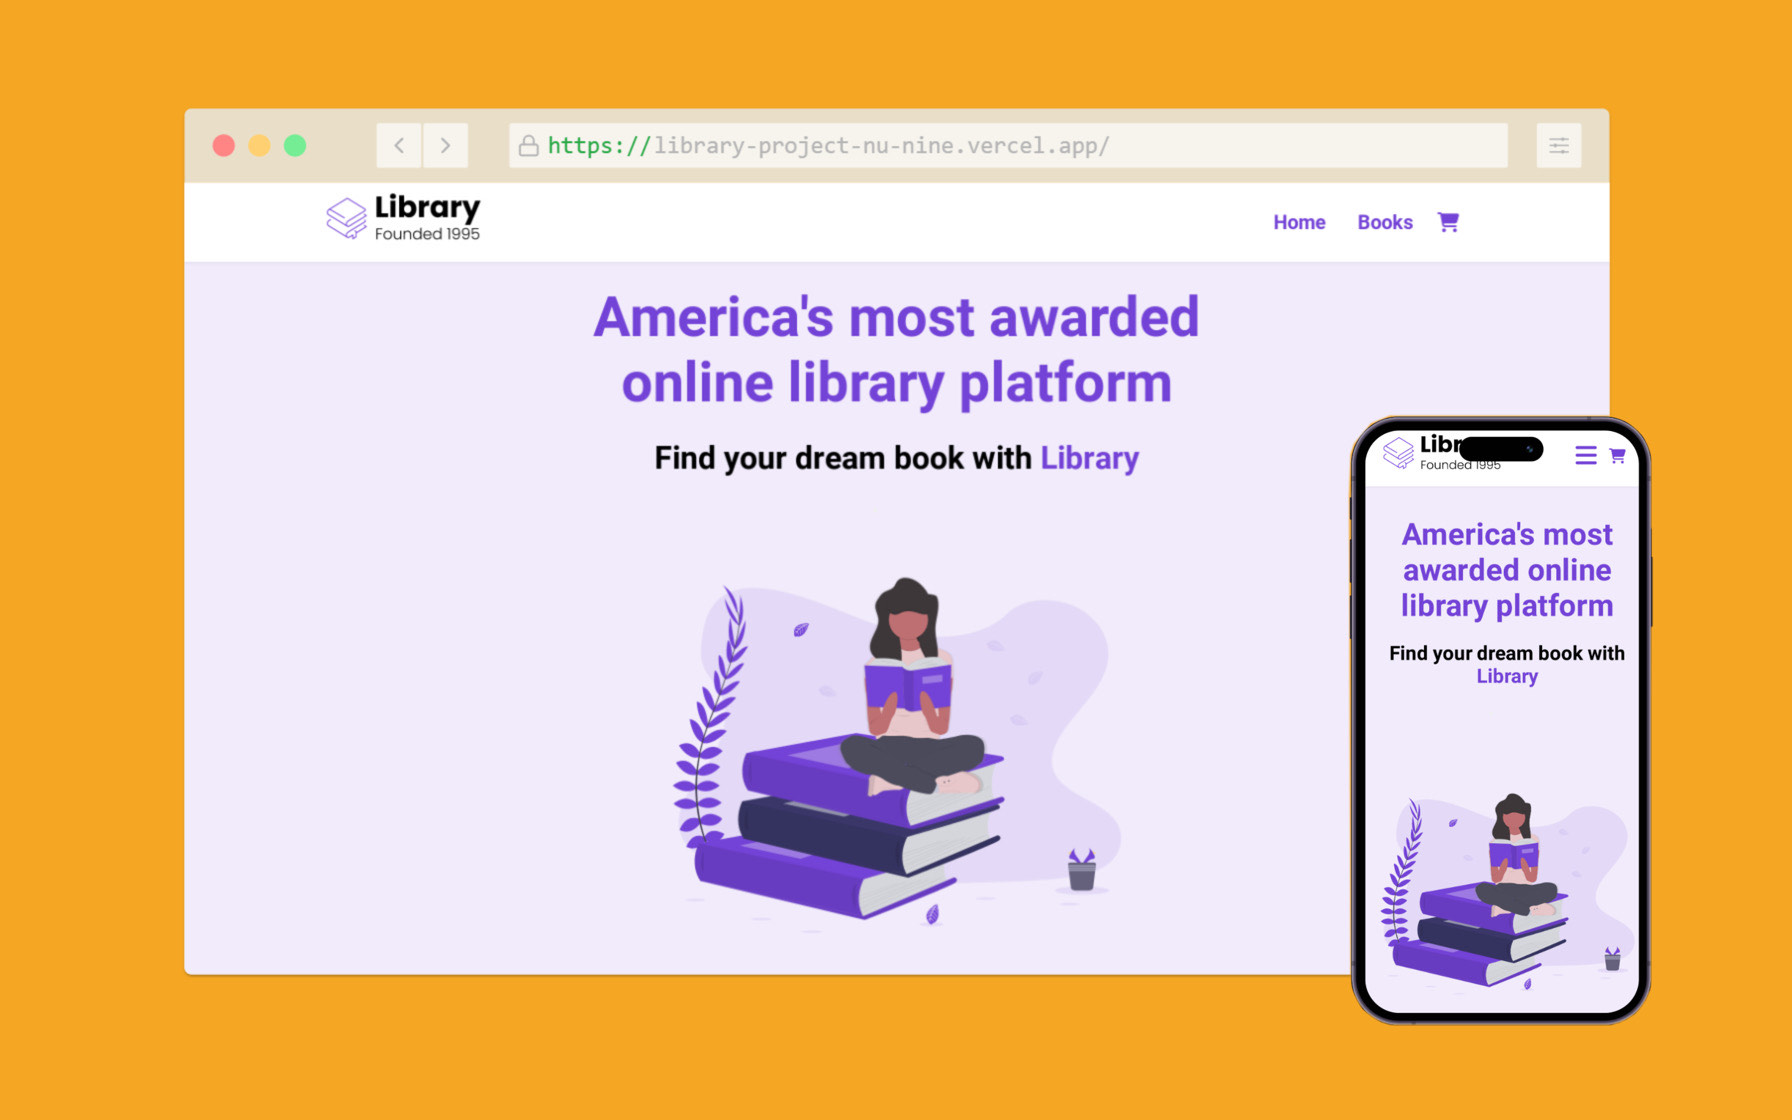 https://library-project-nu-nine.vercel.app/
Library
Founded 1995
Home Books
America's most awarded
online library platform
Find your dream book with Library
Libr
Founded 1995
America's most
awarded online
library platform
Find your dream book with
Library